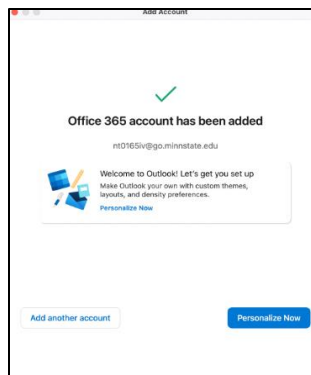 Add Account
Office 365 account has been added
nt0165iv@go.minnstate.edu
Welcome to Outlook! Let's get you set up
Make Outlook your own with custom themes,
layouts, and density preferences.
Personalize Now
Add another account
Personalize Now